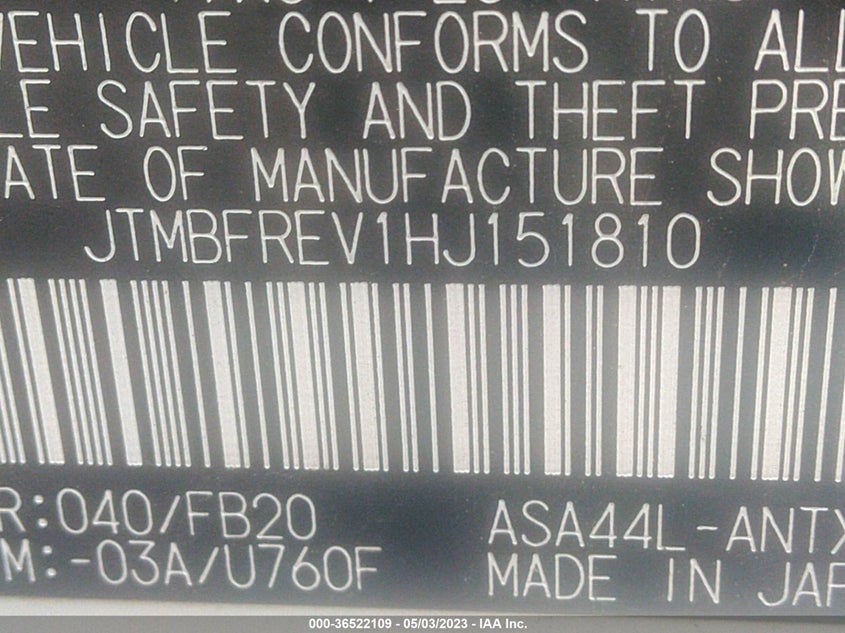 VEHICLE CONFORMS TO ALL
LE SAFETY AND THEFT PRE
ATE OF MANUFACTURE SHOW
JTMBFREV1HJ151810
R:040/FB20 ASA44L-ANTX
M:-03A/U760F MADE IN JAP
000-36522109 - 05/03/2023 - © IAA Inc.